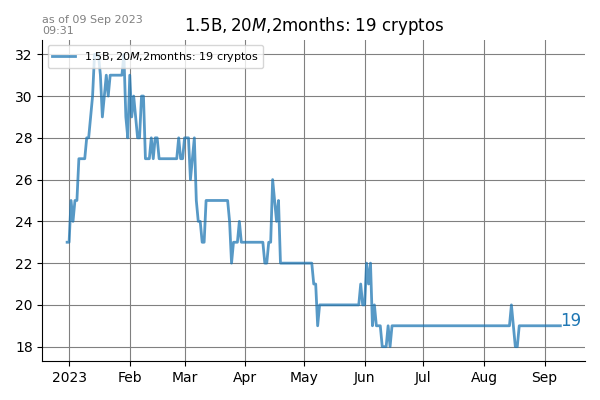 as of 09 Sep 2023
09:31
1.5B, 20M,2months: 19 cryptos
1.5B, 20M,2months: 19 cryptos
32
30
28
26
24
22
20
18
19
2023 Feb Mar Apr May Jun Jul Aug Sep